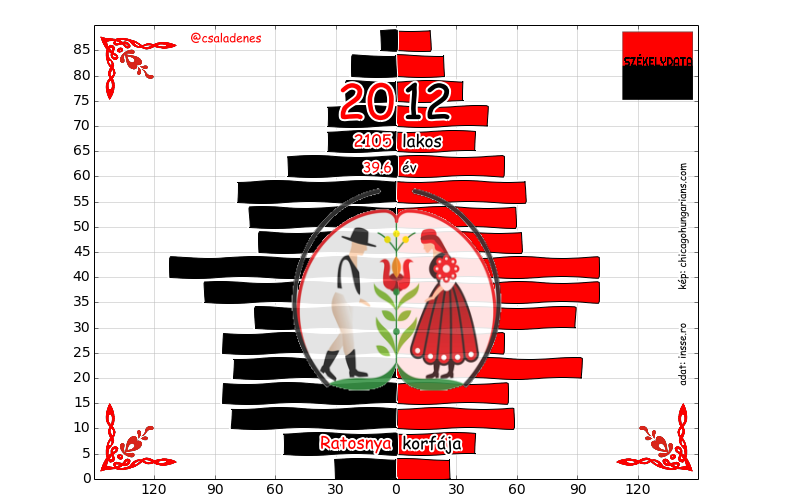 @csaladenes
SZÉKELYDATA
2012
2105 lakos
39.6 év
kép: chicagohungarians.com
adat: insse.ro
Ratosnya korfája
85
80
75
70
65
60
55
50
45
40
35
30
25
20
15
10
5
0
120 90 60 30 0 30 60 90 120